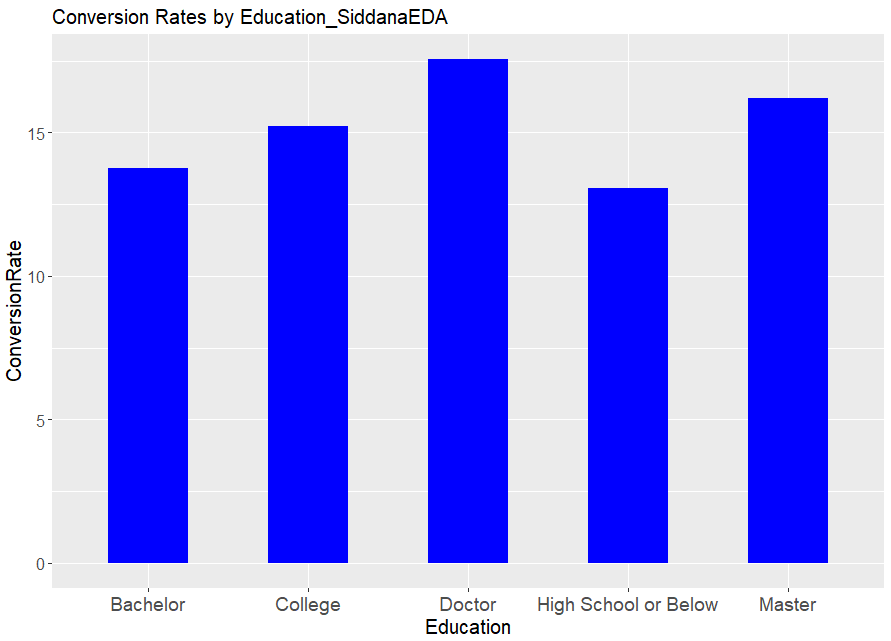 Conversion Rates by Education_SiddanaEDA
ConversionRate
15
10
5
0
Bachelor College Doctor High School or Below Master
Education